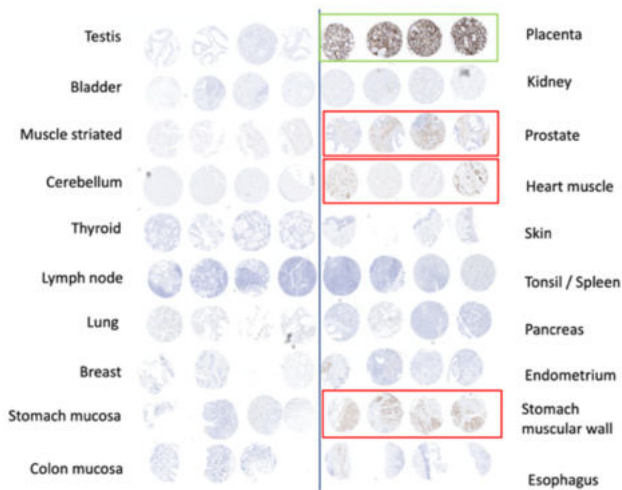 Testis
Placenta
Bladder
Kidney
Muscle striated
Prostate
Cerebellum
Heart muscle
Thyroid
Skin
Lymph node
Tonsil / Spleen
Lung
Pancreas
Breast
Endometrium
Stomach mucosa
Stomach
muscular wall
Colon mucosa
Esophagus